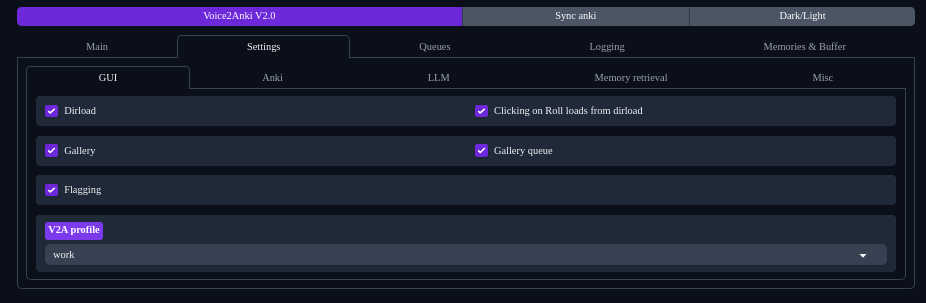 Voice2Anki V2.0 Sync anki Dark/Light
Main Settings Queues Logging Memories & Buffer
GUI Anki LLM Memory retrieval Misc
Dirload Clicking on Roll loads from dirload
Gallery Gallery queue
Flagging
V2A profile
work